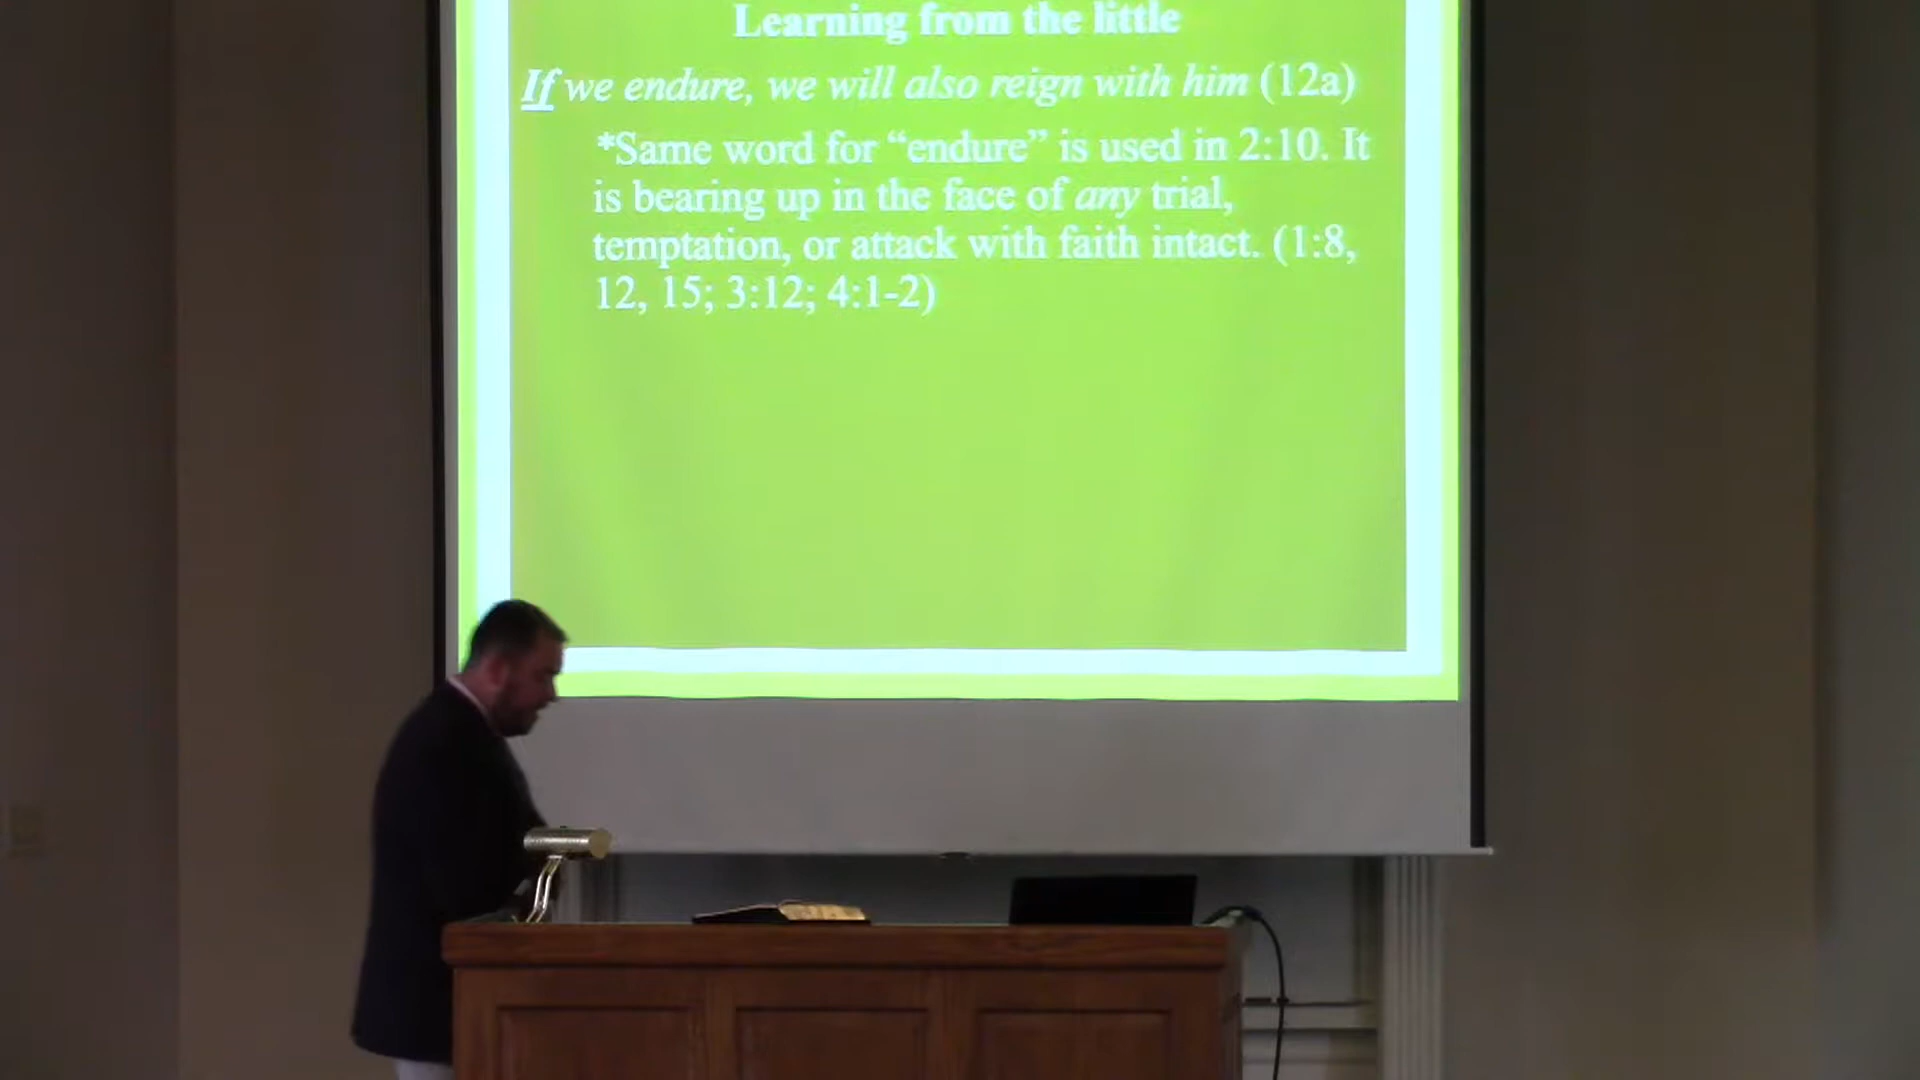 Learning from the little
If we endure, we will also reign with him (12a)
*Same word for “endure” is used in 2:10. It
is bearing up in the face of any trial,
temptation, or attack with faith intact. (1:8,
12, 15; 3:12; 4:1-2)